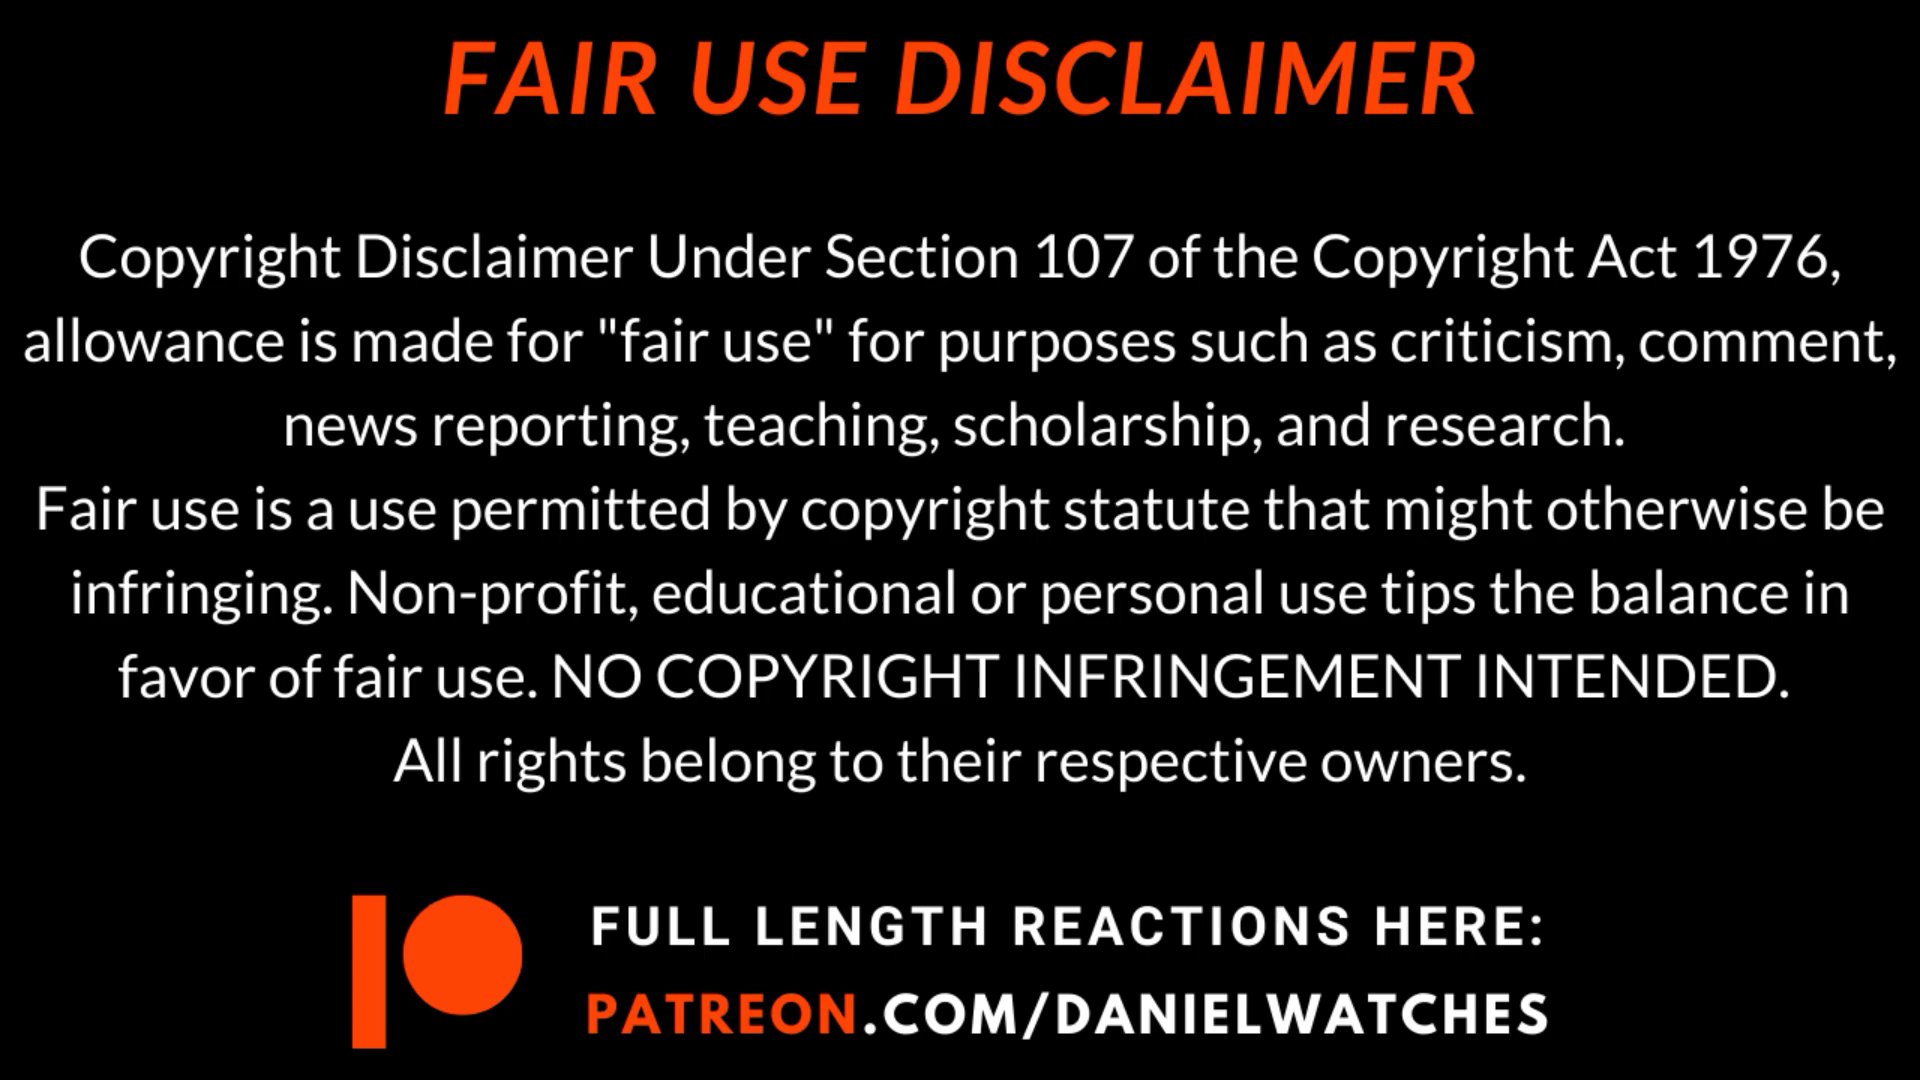 FAIR USE DISCLAIMER
Copyright Disclaimer Under Section 107 of the Copyright Act 1976,
allowance is made for "fair use" for purposes such as criticism, comment,
news reporting, teaching, scholarship, and research.
Fair use is a use permitted by copyright statute that might otherwise be
infringing. Non-profit, educational or personal use tips the balance in
favor of fair use. NO COPYRIGHT INFRINGEMENT INTENDED.
All rights belong to their respective owners.
FULL LENGTH REACTIONS HERE:
PATREON.COM/DANIELWATCHES